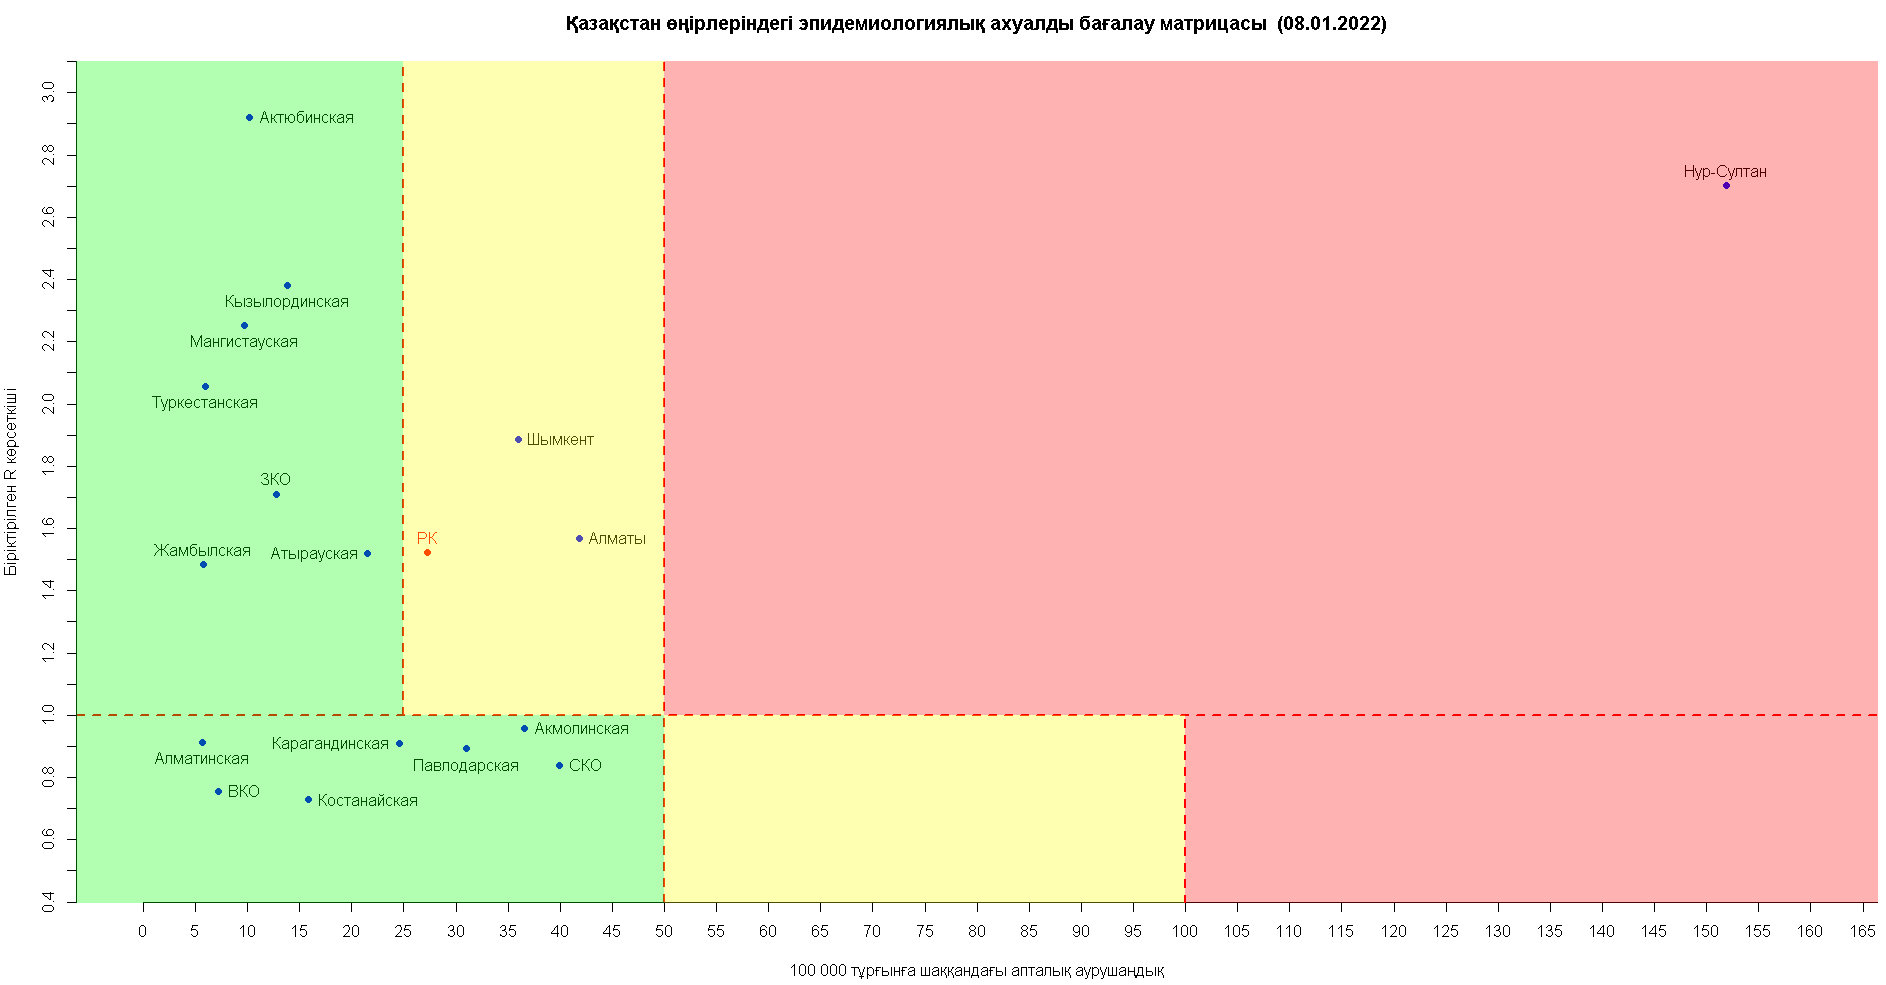 Қазақстан өңірлеріндегі эпидемиологиялық ахуалды бағалау матрицасы (08.01.2022)
Біріктірілген R көрсеткіші
3.0
2.8
2.6
2.4
2.2
2.0
1.8
1.6
1.4
1.2
1.0
0.8
0.6
0.4
Актюбинская
Нур-Султан
Кызылординская
Мангистауская
Туркестанская
Шымкент
ЗКО
РК
Алматы
Жамбылская
Атырауская
Акмолинская
Карагандинская
Алматинская
Павлодарская
СКО
ВКО
Костанайская
0 5 10 15 20 25 30 35 40 45 50 55 60 65 70 75 80 85 90 95 100 105 110 115 120 125 130 135 140 145 150 155 160 165
100 000 тұрғынға шаққандағы апталық аурушаңдық